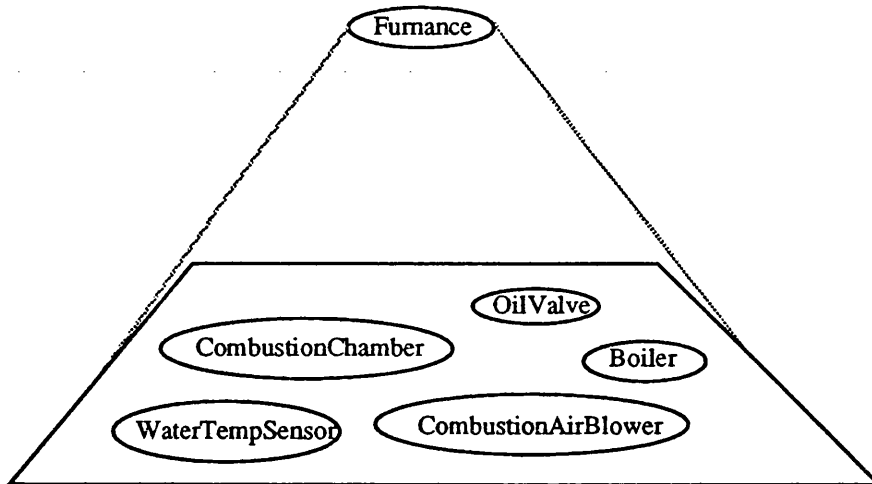 Furnance
OilValve
CombustionChamber
Boiler
WaterTempSensor
CombustionAirBlower